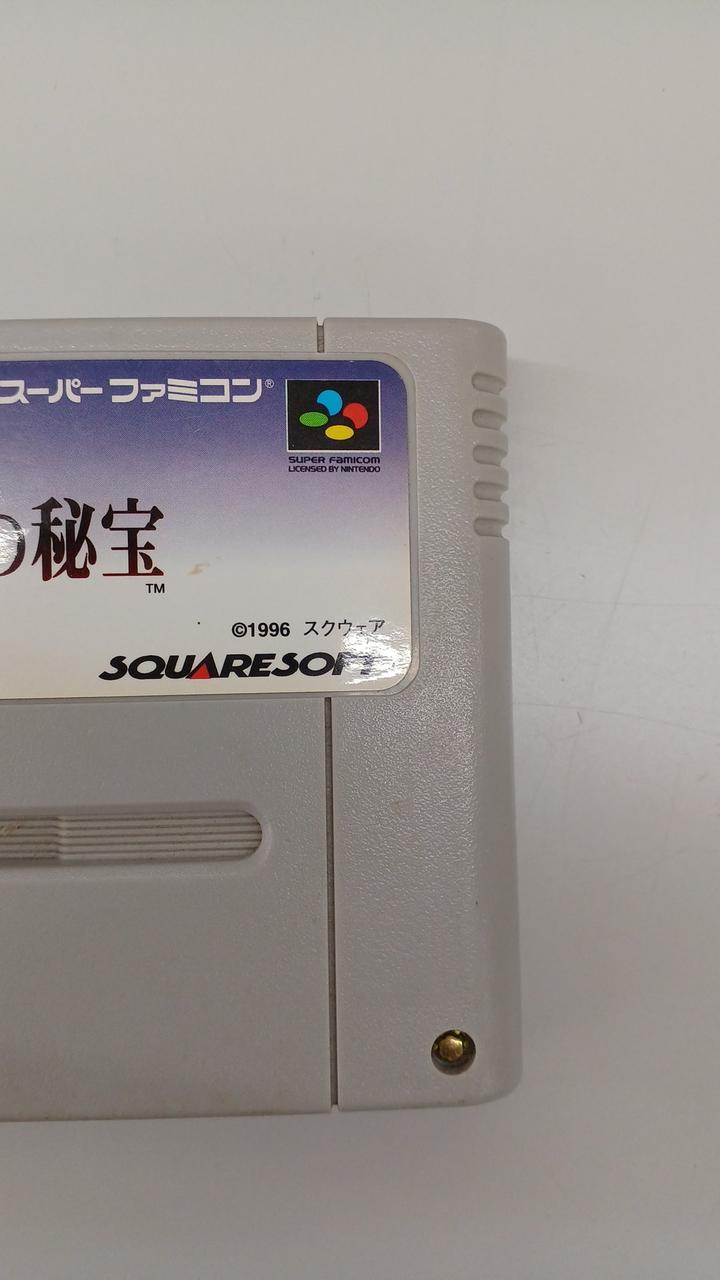 スーパーファミコン®
SUPER FAMICOM
LICENSED BY NINTENDO
の秘宝
TM
©1996 スクウェア
SQUARESOFT